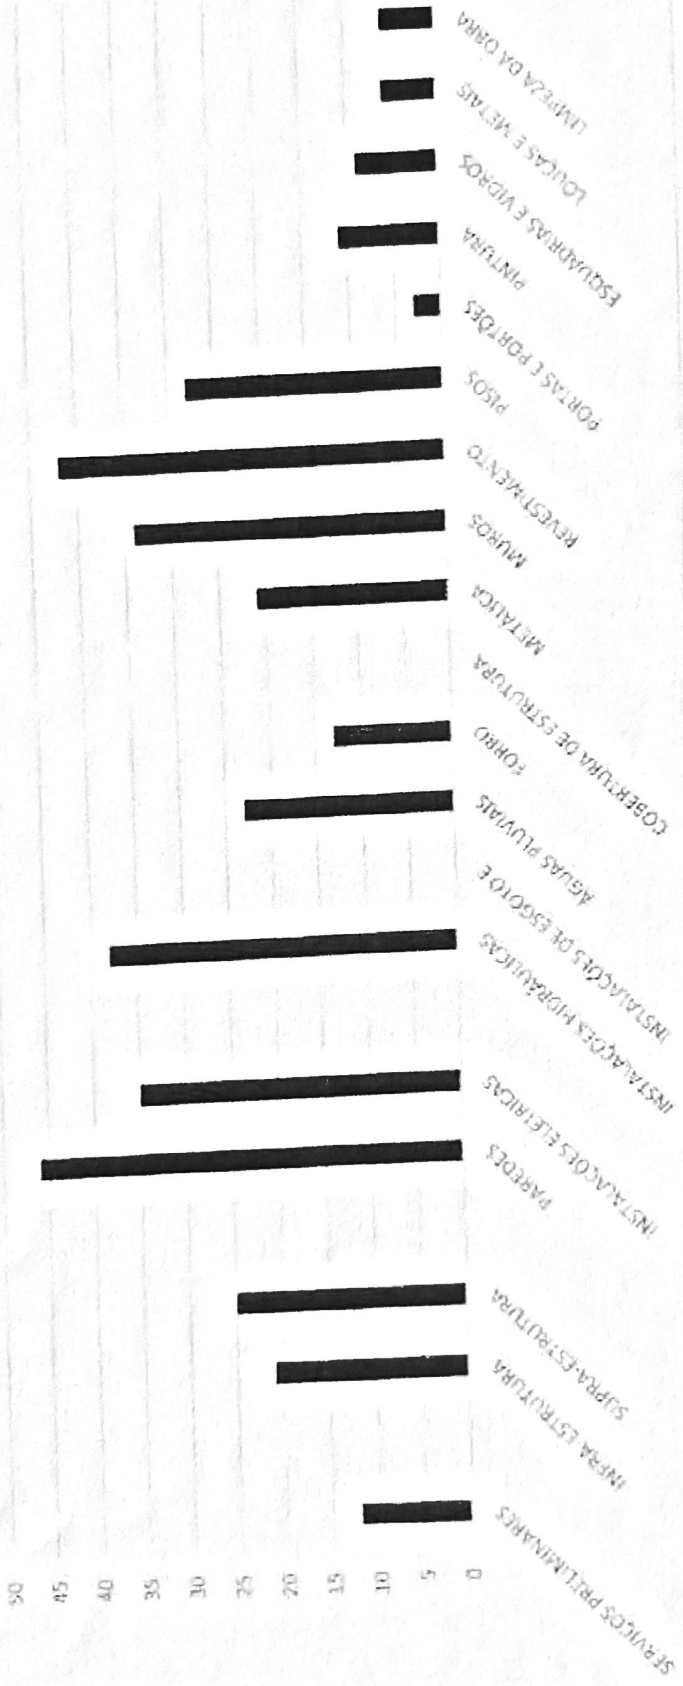 50
45
40
35
30
25
20
15
10
5
0
SERVIÇOS PRELIMINARES
INFRA ESTRUTURA
SUPRA-ESTRUTURA
PAREDES
INSTALAÇÕES ELÉTRICAS
INSTALAÇÕES HIDRÁULICAS
INSTALAÇÕES DE ESGOTO E
ÁGUAS PLUVIAIS
FORRO
COBERTURA DE ESTRUTURA
METÁLICA
MUROS
REVESTIMENTO
PISOS
PORTAS E PORTÕES
PINTURA
ESQUADRIAS E VIDROS
LOUÇAS E METAIS
LIMPEZA DA OBRA